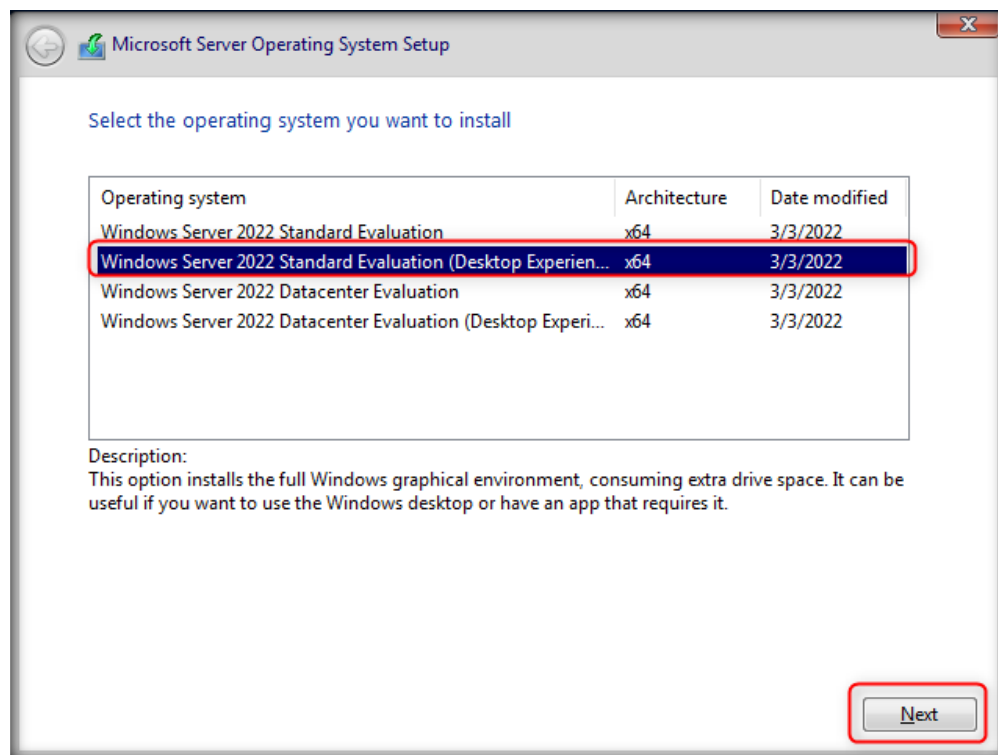 Microsoft Server Operating System Setup
Select the operating system you want to install
Operating system Architecture Date modified
Windows Server 2022 Standard Evaluation x64 3/3/2022
Windows Server 2022 Standard Evaluation (Desktop Experien... x64 3/3/2022
Windows Server 2022 Datacenter Evaluation x64 3/3/2022
Windows Server 2022 Datacenter Evaluation (Desktop Experi... x64 3/3/2022
Description:
This option installs the full Windows graphical environment, consuming extra drive space. It can be
useful if you want to use the Windows desktop or have an app that requires it.
Next